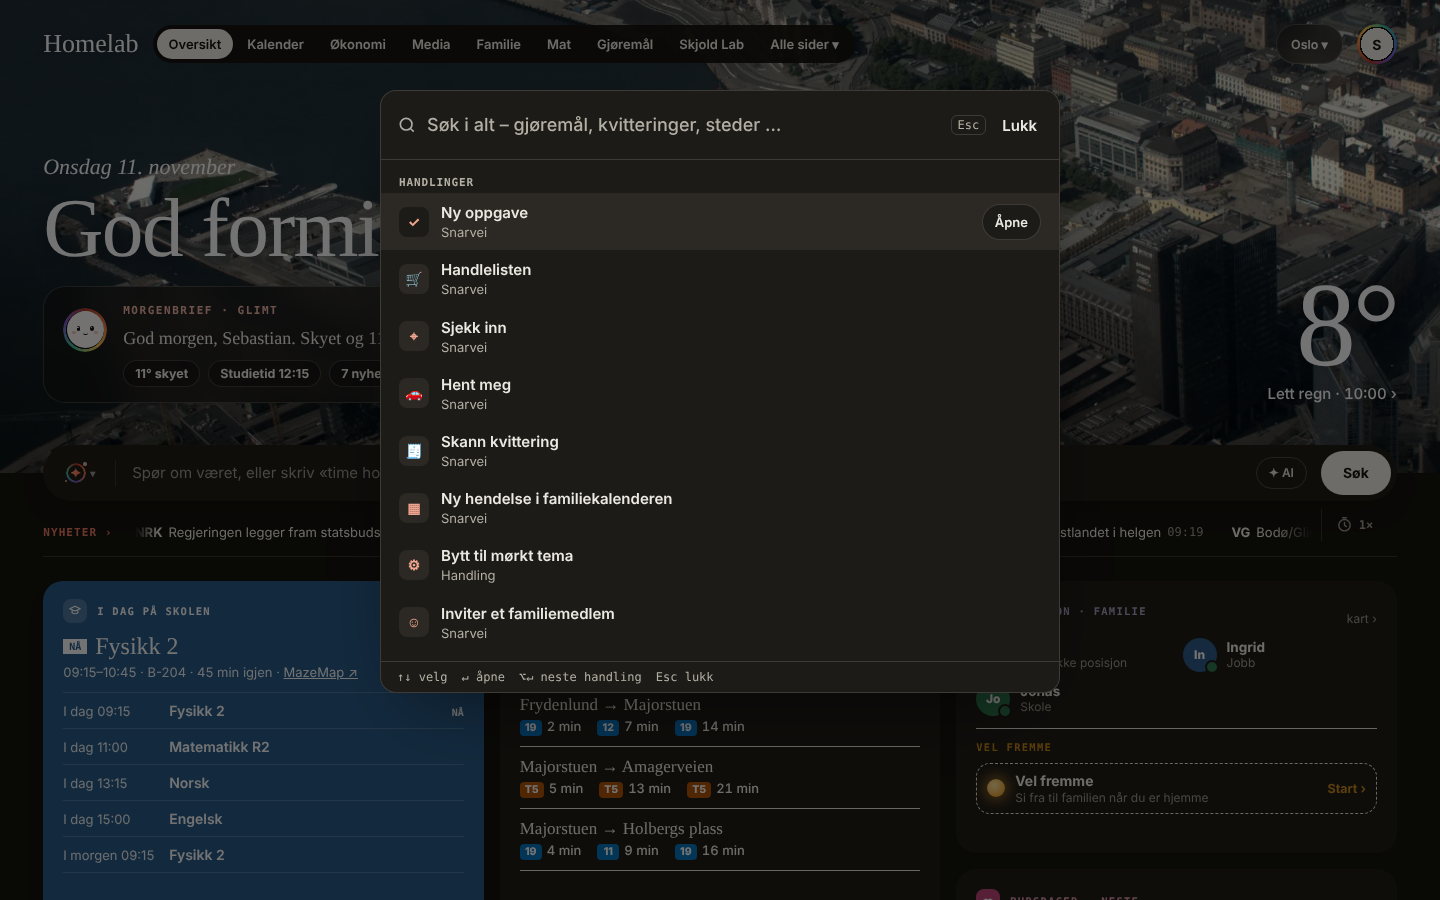 Homelab
Oversikt Kalender Økonomi Media Familie Mat Gjøremål Skjold Lab Alle sider ▾
Oslo ▾
S
Søk i alt – gjøremål, kvitteringer, steder ...
Esc Lukk
Onsdag 11. november
God formi
HANDLINGER
Ny oppgave
Snarvei
Åpne
Handlelisten
Snarvei
Sjekk inn
Snarvei
Hent meg
Snarvei
Skann kvittering
Snarvei
Ny hendelse i familiekalenderen
Snarvei
Bytt til mørkt tema
Handling
Inviter et familiemedlem
Snarvei
↑↓ velg ↵ åpne ⌥↵ neste handling Esc lukk
MORGENBRIEF · GLIMT
God morgen, Sebastian. Skyet og 11
11° skyet Studietid 12:15 7 nyhe
8°
Lett regn · 10:00 ›
Spør om været, eller skriv «time ho
✦ AI Søk
NYHETER › NRK Regjeringen legger fram statsbuds
stlandet i helgen 09:19 VG Bodø/Gli
1×
I DAG PÅ SKOLEN
NÅ Fysikk 2
09:15–10:45 · B-204 · 45 min igjen · MazeMap ↗
I dag 09:15 Fysikk 2 NÅ
I dag 11:00 Matematikk R2
I dag 13:15 Norsk
I dag 15:00 Engelsk
I morgen 09:15 Fysikk 2
Frydenlund → Majorstuen
19 2 min 12 7 min 19 14 min
Majorstuen → Amagerveien
T5 5 min T5 13 min T5 21 min
Majorstuen → Holbergs plass
19 4 min 11 9 min 19 16 min
ON · FAMILIE
kart ›
kke posisjon
In Ingrid
Jobb
Jo Jonas
Skole
VEL FREMME
Vel fremme
Si fra til familien når du er hjemme
Start ›